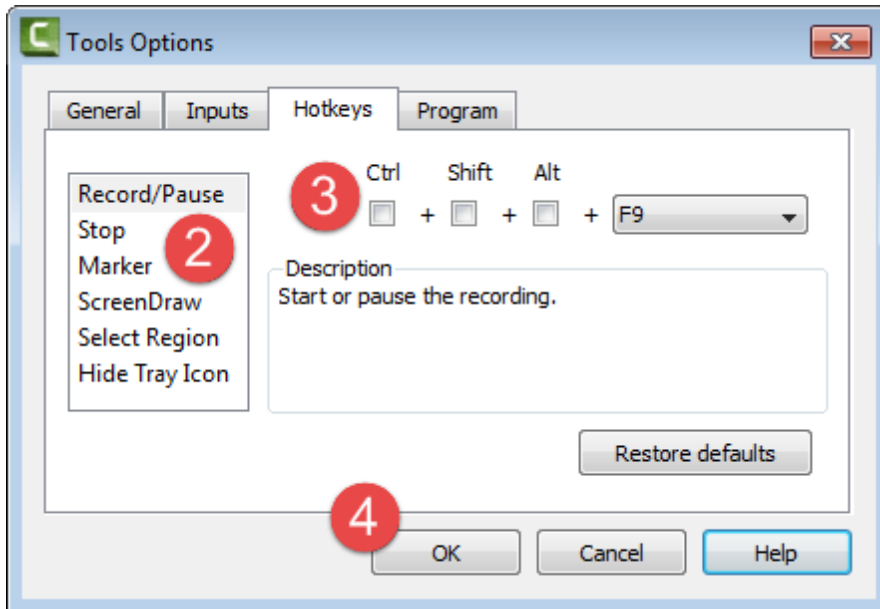 Tools Options
General Inputs Hotkeys Program
Ctrl Shift Alt
3 + + + F9
Record/Pause
Stop
Marker
ScreenDraw
Select Region
Hide Tray Icon
2
Description
Start or pause the recording.
Restore defaults
4
OK Cancel Help